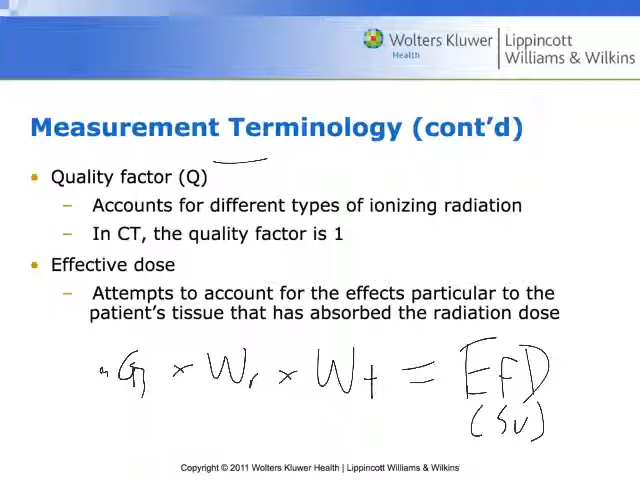 Wolters Kluwer
Health
Lippincott
Williams & Wilkins
Measurement Terminology (cont'd)
• Quality factor (Q)
– Accounts for different types of ionizing radiation
– In CT, the quality factor is 1
• Effective dose
– Attempts to account for the effects particular to the
patient's tissue that has absorbed the radiation dose
Gy × Wr × Wt = EfD
(SV)
Copyright © 2011 Wolters Kluwer Health | Lippincott Williams & Wilkins